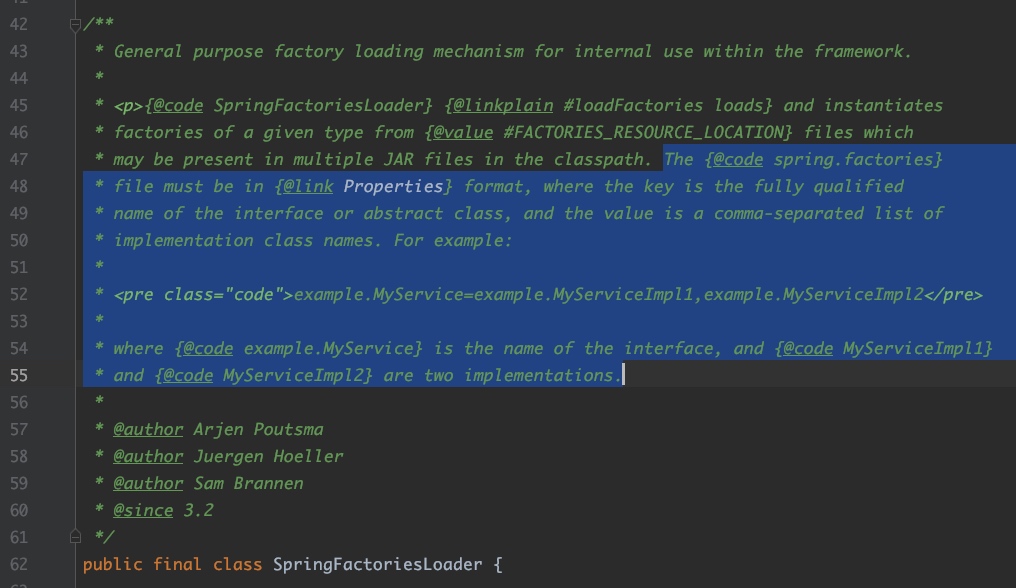 42 /**
43 * General purpose factory loading mechanism for internal use within the framework.
44 *
45 * <p>{@code SpringFactoriesLoader} {@linkplain #loadFactories loads} and instantiates
46 * factories of a given type from {@value #FACTORIES_RESOURCE_LOCATION} files which
47 * may be present in multiple JAR files in the classpath. The {@code spring.factories}
48 * file must be in {@link Properties} format, where the key is the fully qualified
49 * name of the interface or abstract class, and the value is a comma-separated list of
50 * implementation class names. For example:
51 *
52 * <pre class="code">example.MyService=example.MyServiceImpl1,example.MyServiceImpl2</pre>
53 *
54 * where {@code example.MyService} is the name of the interface, and {@code MyServiceImpl1}
55 * and {@code MyServiceImpl2} are two implementations.
56 *
57 * @author Arjen Poutsma
58 * @author Juergen Hoeller
59 * @author Sam Brannen
60 * @since 3.2
61 */
62 public final class SpringFactoriesLoader {